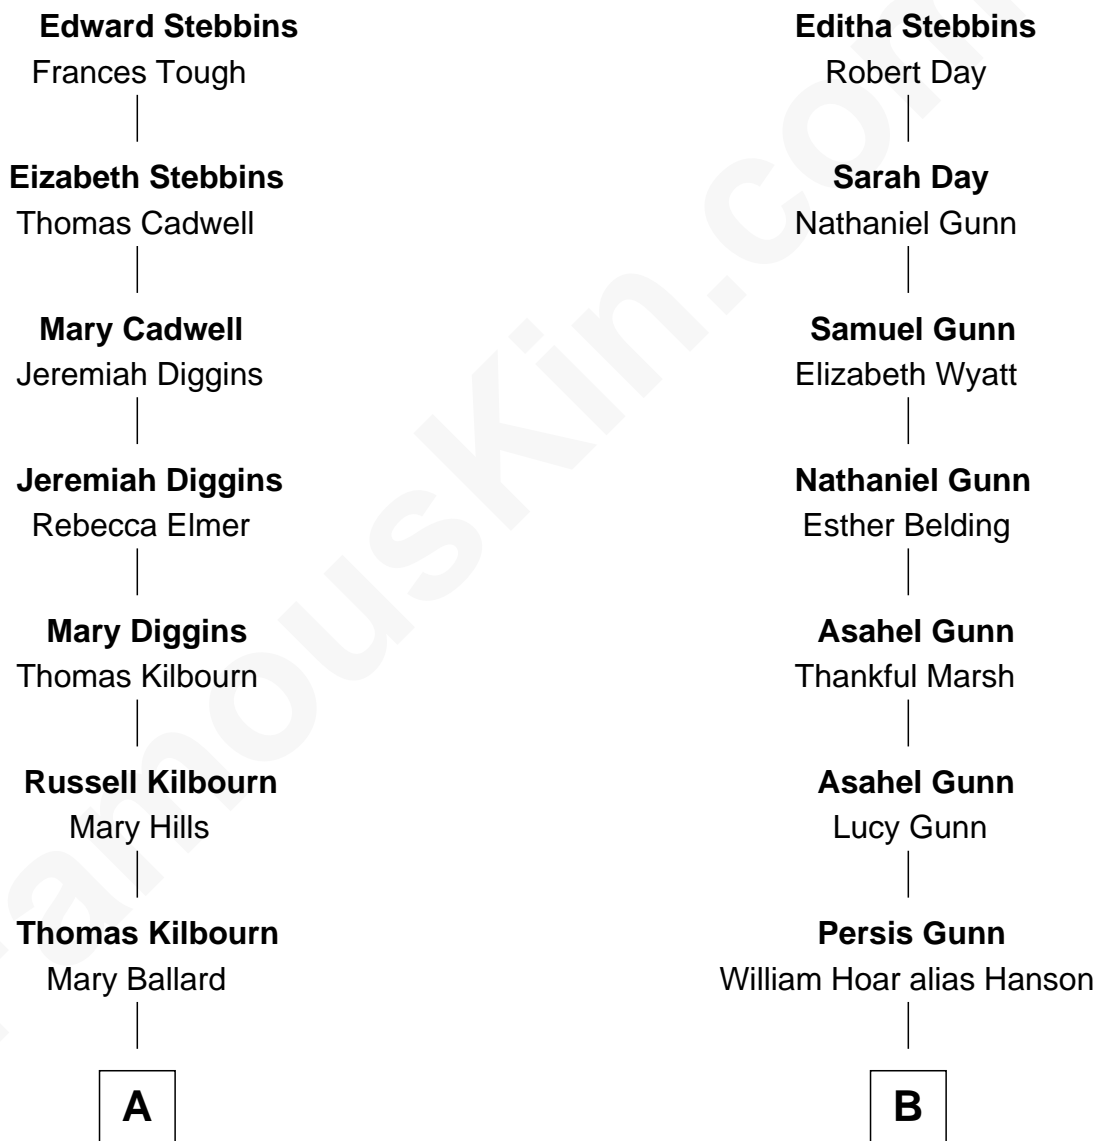 Edward Stebbins
Frances Tough
Eizabeth Stebbins
Thomas Cadwell
Mary Cadwell
Jeremiah Diggins
Jeremiah Diggins
Rebecca Elmer
Mary Diggins
Thomas Kilbourn
Russell Kilbourn
Mary Hills
Thomas Kilbourn
Mary Ballard
A
Editha Stebbins
Robert Day
Sarah Day
Nathaniel Gunn
Samuel Gunn
Elizabeth Wyatt
Nathaniel Gunn
Esther Belding
Asahel Gunn
Thankful Marsh
Asahel Gunn
Lucy Gunn
Persis Gunn
William Hoar alias Hanson
B
FamousKin.com